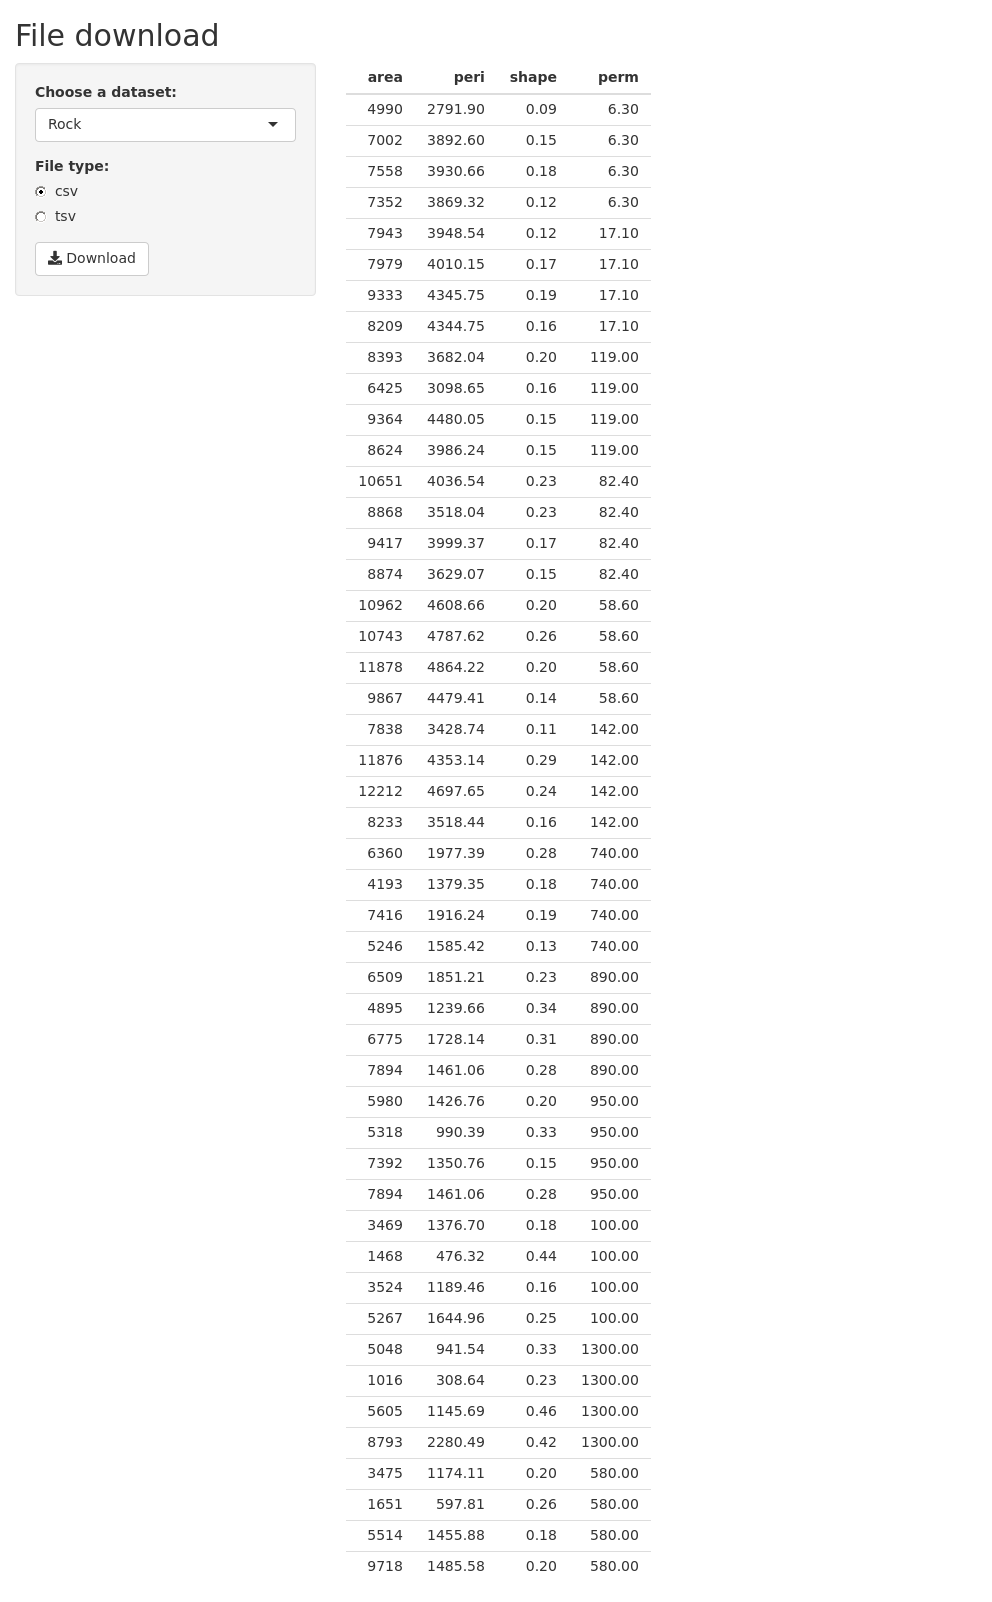 File download
Choose a dataset:
Rock
File type:
csv
tsv
Download
area peri shape perm
4990 2791.90 0.09 6.30
7002 3892.60 0.15 6.30
7558 3930.66 0.18 6.30
7352 3869.32 0.12 6.30
7943 3948.54 0.12 17.10
7979 4010.15 0.17 17.10
9333 4345.75 0.19 17.10
8209 4344.75 0.16 17.10
8393 3682.04 0.20 119.00
6425 3098.65 0.16 119.00
9364 4480.05 0.15 119.00
8624 3986.24 0.15 119.00
10651 4036.54 0.23 82.40
8868 3518.04 0.23 82.40
9417 3999.37 0.17 82.40
8874 3629.07 0.15 82.40
10962 4608.66 0.20 58.60
10743 4787.62 0.26 58.60
11878 4864.22 0.20 58.60
9867 4479.41 0.14 58.60
7838 3428.74 0.11 142.00
11876 4353.14 0.29 142.00
12212 4697.65 0.24 142.00
8233 3518.44 0.16 142.00
6360 1977.39 0.28 740.00
4193 1379.35 0.18 740.00
7416 1916.24 0.19 740.00
5246 1585.42 0.13 740.00
6509 1851.21 0.23 890.00
4895 1239.66 0.34 890.00
6775 1728.14 0.31 890.00
7894 1461.06 0.28 890.00
5980 1426.76 0.20 950.00
5318 990.39 0.33 950.00
7392 1350.76 0.15 950.00
7894 1461.06 0.28 950.00
3469 1376.70 0.18 100.00
1468 476.32 0.44 100.00
3524 1189.46 0.16 100.00
5267 1644.96 0.25 100.00
5048 941.54 0.33 1300.00
1016 308.64 0.23 1300.00
5605 1145.69 0.46 1300.00
8793 2280.49 0.42 1300.00
3475 1174.11 0.20 580.00
1651 597.81 0.26 580.00
5514 1455.88 0.18 580.00
9718 1485.58 0.20 580.00